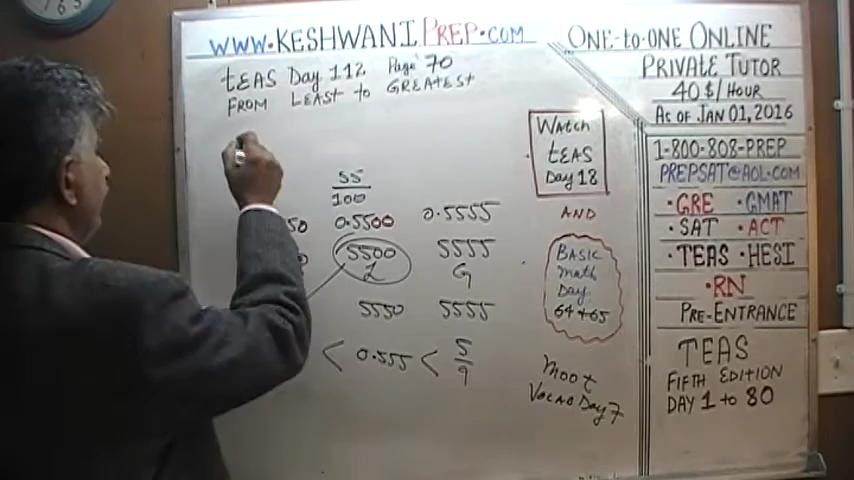 WWW.KESHWANIPREP.COM
tEAS Day 112 Page 70
FROM LEASt to GREAtESt
55
100
50 0.5500 0.5555
5500 5555
L G
5550 5555
< 0.555 < 5
9
Watch
tEAS
Day 18
AND
BASIC
Math
Day
64+65
moot
Vocab Day 7
ONE-to-ONE ONLINE
PRIVATE TUTOR
40$/HOUR
AS OF JAN 01, 2016
1-800-808-PREP
PREPSAT@AOL.COM
•GRE •GMAT
•SAT •ACT
•TEAS •HESI
•RN
PRE-ENTRANCE
TEAS
FIFTH EDITION
DAY 1 to 80